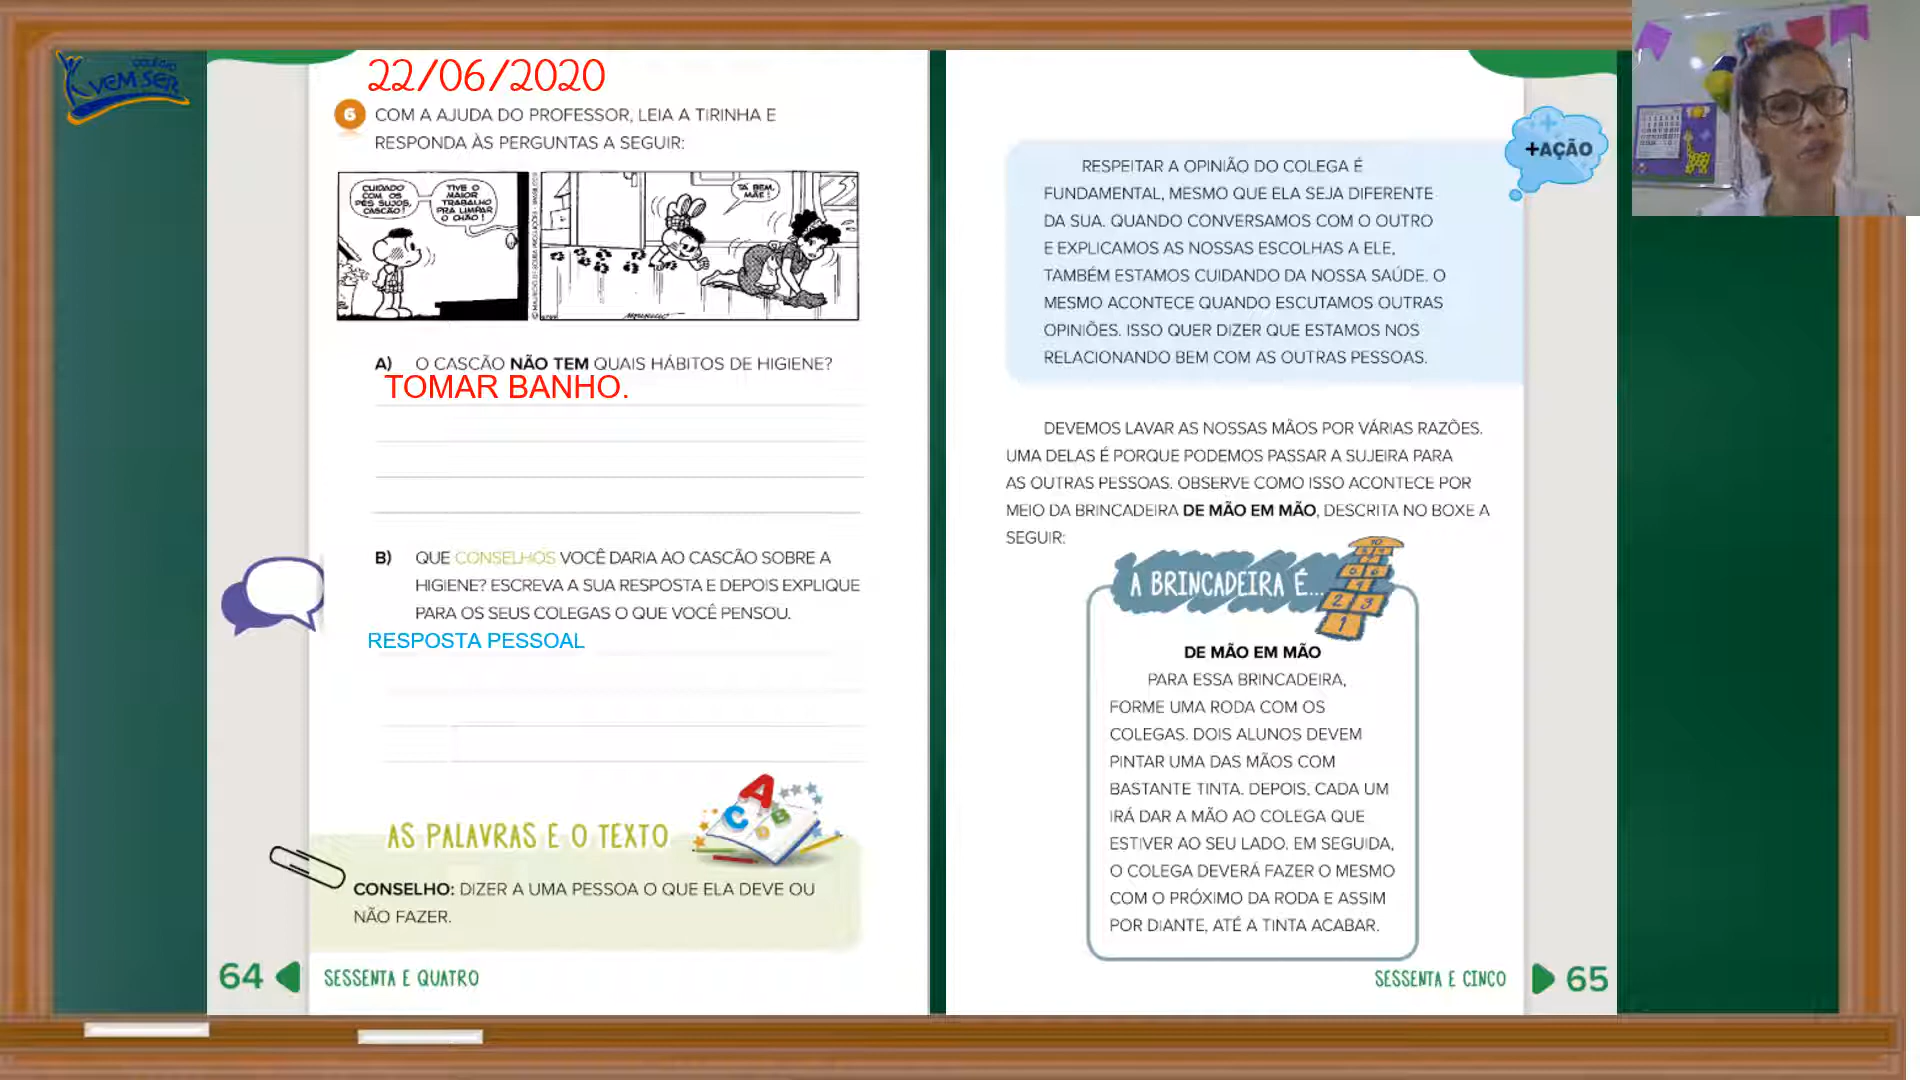 COLÉGIO
VEM SER
22/06/2020
6 COM A AJUDA DO PROFESSOR, LEIA A TIRINHA E
RESPONDA ÀS PERGUNTAS A SEGUIR:
CUIDADO
COM OS
PÉS SUJOS,
CASCÃO!
TIVE O
MAIOR
TRABALHO
PRA LIMPAR
O CHÃO!
TÁ BEM,
MÃE!
A) O CASCÃO NÃO TEM QUAIS HÁBITOS DE HIGIENE?
TOMAR BANHO.
B) QUE CONSELHOS VOCÊ DARIA AO CASCÃO SOBRE A
HIGIENE? ESCREVA A SUA RESPOSTA E DEPOIS EXPLIQUE
PARA OS SEUS COLEGAS O QUE VOCÊ PENSOU.
RESPOSTA PESSOAL
AS PALAVRAS E O TEXTO
A
C B
D
CONSELHO: DIZER A UMA PESSOA O QUE ELA DEVE OU
NÃO FAZER.
64 SESSENTA E QUATRO
+AÇÃO
RESPEITAR A OPINIÃO DO COLEGA É
FUNDAMENTAL, MESMO QUE ELA SEJA DIFERENTE
DA SUA. QUANDO CONVERSAMOS COM O OUTRO
E EXPLICAMOS AS NOSSAS ESCOLHAS A ELE,
TAMBÉM ESTAMOS CUIDANDO DA NOSSA SAÚDE. O
MESMO ACONTECE QUANDO ESCUTAMOS OUTRAS
OPINIÕES. ISSO QUER DIZER QUE ESTAMOS NOS
RELACIONANDO BEM COM AS OUTRAS PESSOAS.
DEVEMOS LAVAR AS NOSSAS MÃOS POR VÁRIAS RAZÕES.
UMA DELAS É PORQUE PODEMOS PASSAR A SUJEIRA PARA
AS OUTRAS PESSOAS. OBSERVE COMO ISSO ACONTECE POR
MEIO DA BRINCADEIRA DE MÃO EM MÃO, DESCRITA NO BOXE A
SEGUIR:
A BRINCADEIRA É...
10
5 6
4
2 3
1
DE MÃO EM MÃO
PARA ESSA BRINCADEIRA,
FORME UMA RODA COM OS
COLEGAS. DOIS ALUNOS DEVEM
PINTAR UMA DAS MÃOS COM
BASTANTE TINTA. DEPOIS, CADA UM
IRÁ DAR A MÃO AO COLEGA QUE
ESTIVER AO SEU LADO. EM SEGUIDA,
O COLEGA DEVERÁ FAZER O MESMO
COM O PRÓXIMO DA RODA E ASSIM
POR DIANTE, ATÉ A TINTA ACABAR.
SESSENTA E CINCO 65